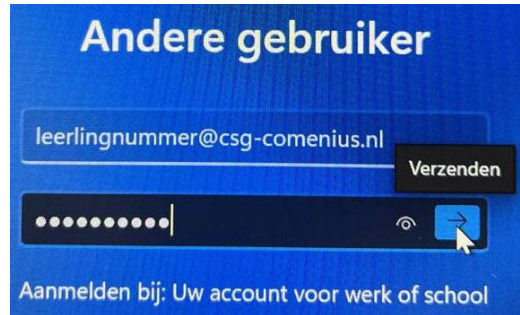 Andere gebruiker
leerlingnummer@csg-comenius.nl
Verzenden
••••••••••
Aanmelden bij: Uw account voor werk of school